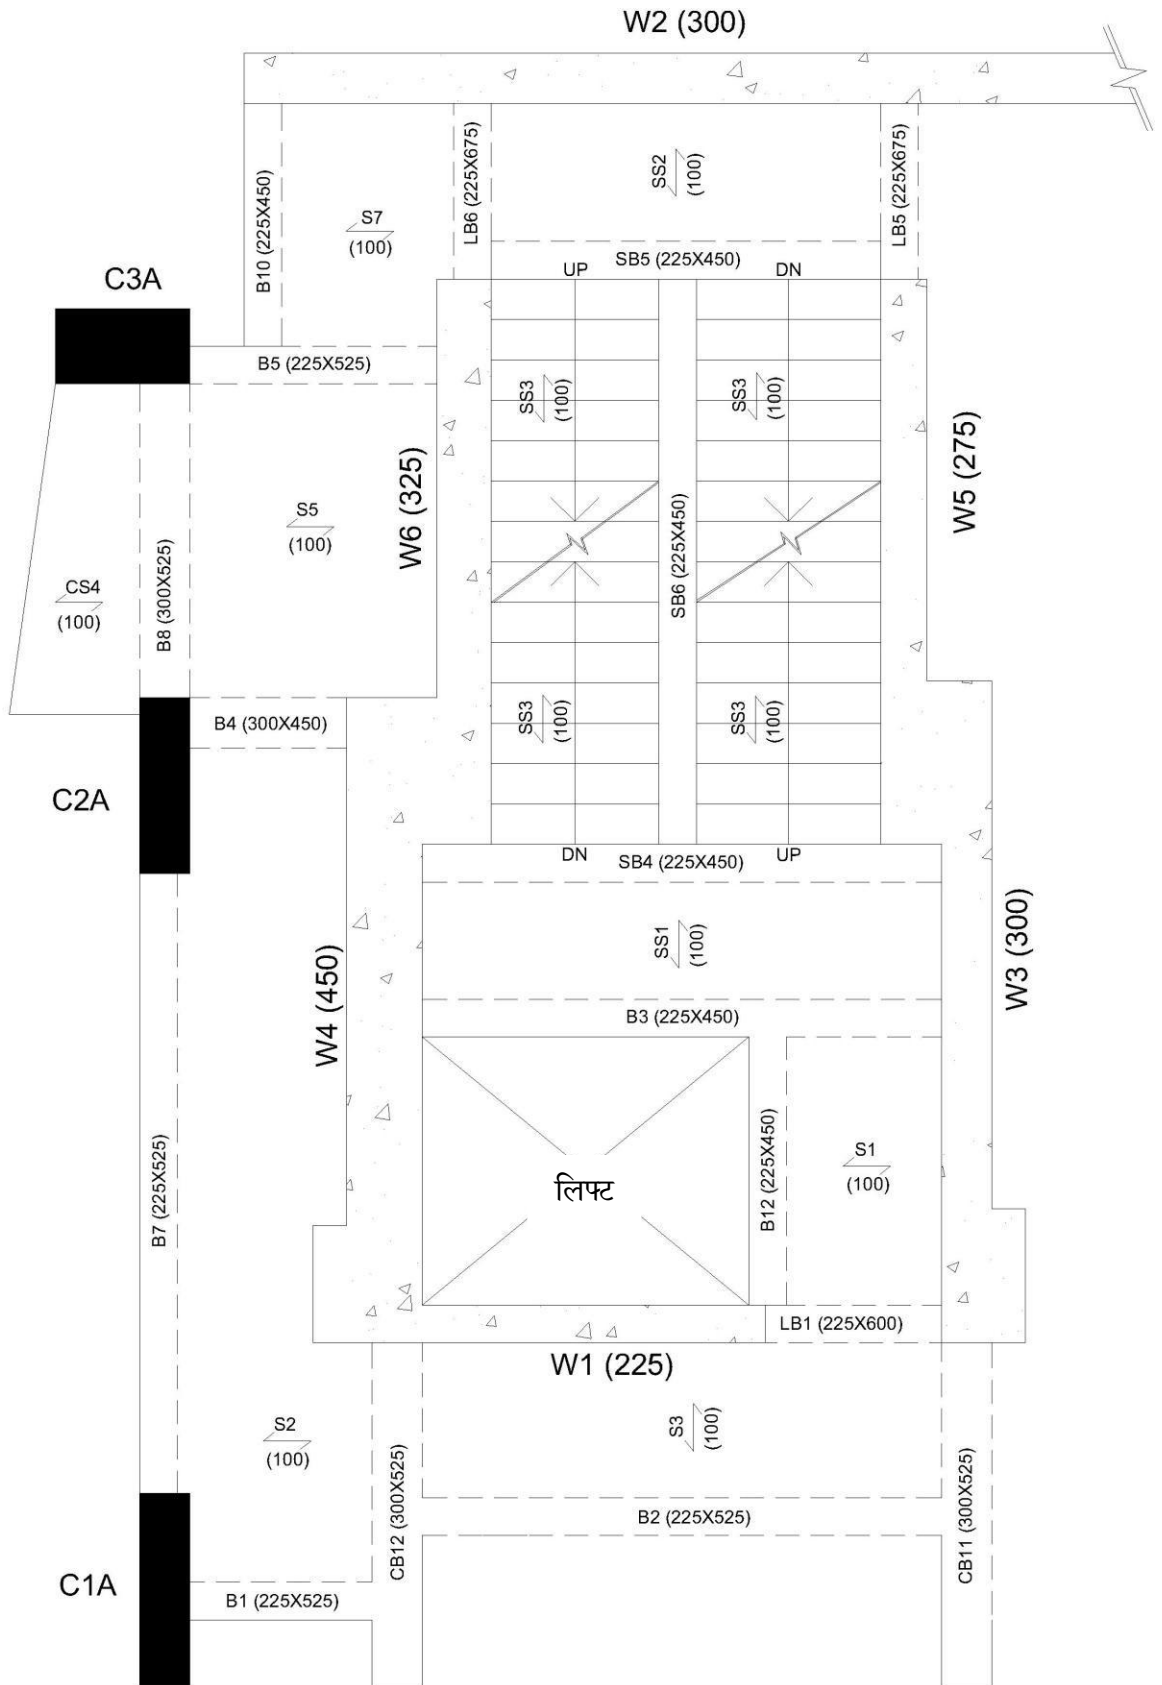 W2 (300)
B10 (225X450)
S7
(100)
LB6 (225X675)
SS2
(100)
LB5 (225X675)
SB5 (225X450)
UP
DN
C3A
B5 (225X525)
SS3
(100)
SS3
(100)
W6 (325)
W5 (275)
S5
(100)
SB6 (225X450)
CS4
(100)
B8 (300X525)
SS3
(100)
SS3
(100)
B4 (300X450)
C2A
DN
UP
SB4 (225X450)
SS1
(100)
W4 (450)
W3 (300)
B3 (225X450)
B7 (225X525)
लिफ्ट
B12 (225X450)
S1
(100)
LB1 (225X600)
W1 (225)
S2
(100)
S3
(100)
CB12 (300X525)
B2 (225X525)
CB11 (300X525)
C1A
B1 (225X525)